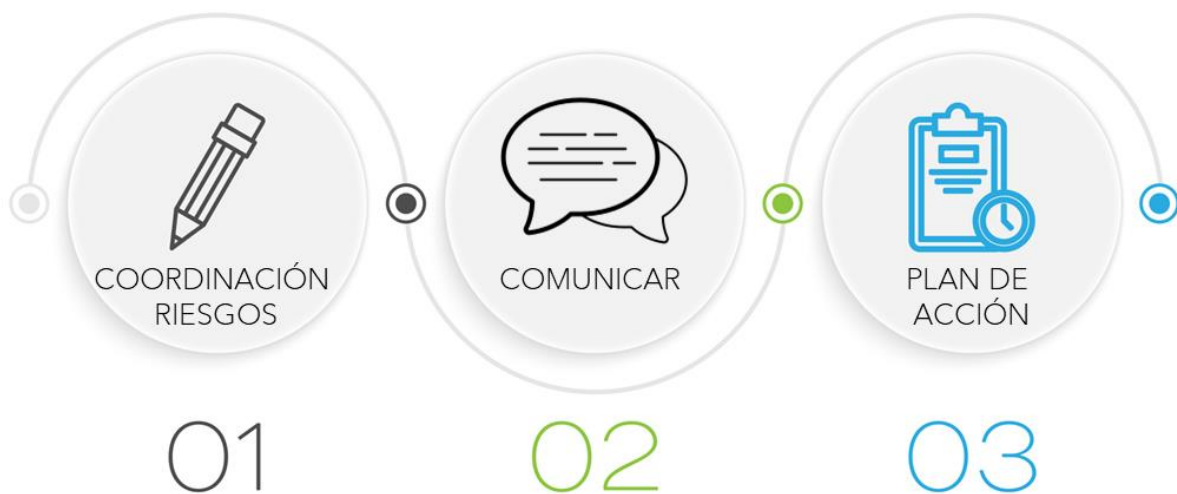 COORDINACIÓN
RIESGOS
COMUNICAR
PLAN DE
ACCIÓN
01
02
03